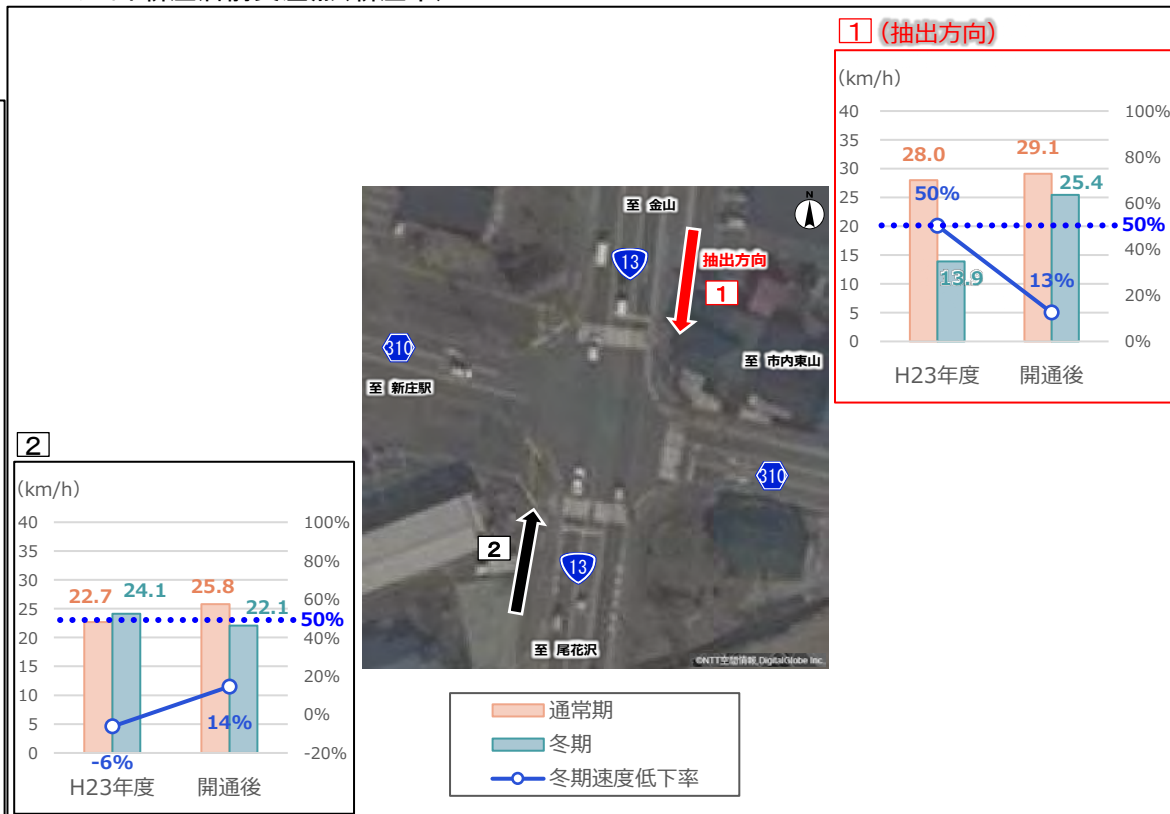 1 (抽出方向)
(km/h)
40 100%
35 80%
30 60%
25 50%
20 40%
15 20%
10 0%
5
0
28.0 29.1
50% 25.4
13.9 13%
H23年度 開通後
至 金山
N
13
抽出方向
1
310
至 新庄駅
至 市内東山
310
2
13
至 尾花沢
©NTT空間情報,DigitalGlobe Inc.
2
(km/h)
40 100%
35 80%
30 60%
25 50%
20 40%
15 20%
10 0%
5 -20%
0
22.7 24.1 25.8 22.1
-6% 14%
H23年度 開通後
通常期
冬期
冬期速度低下率